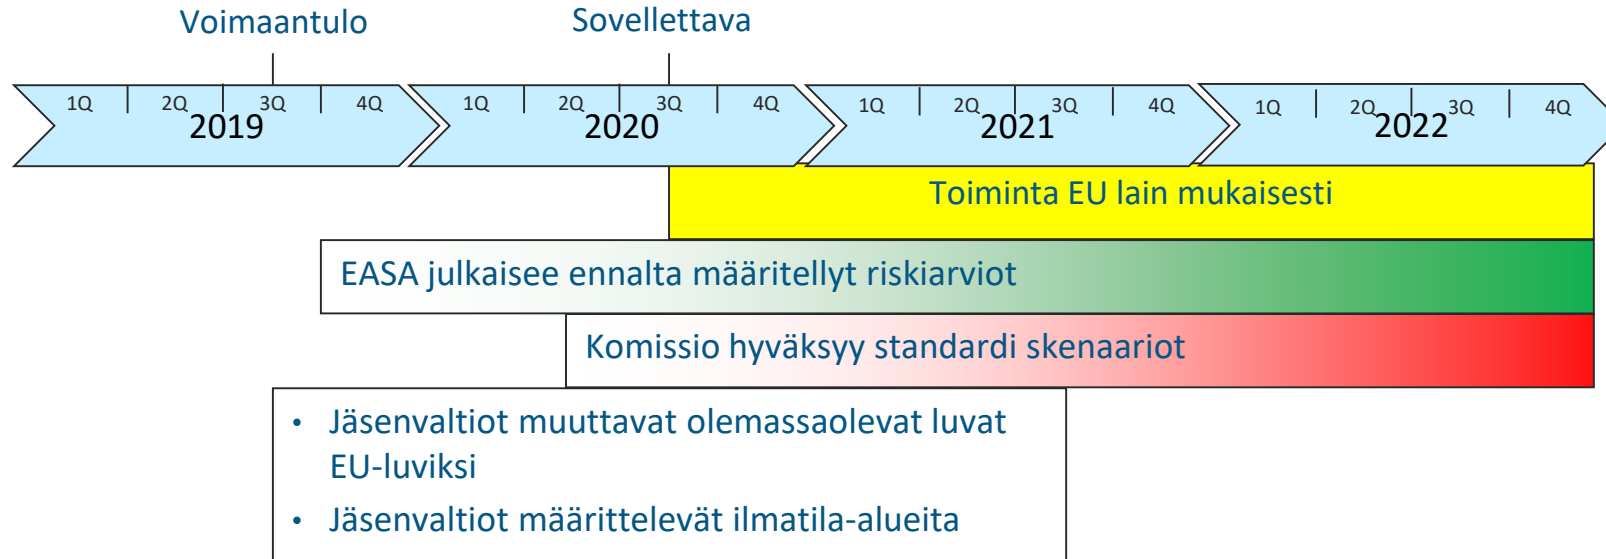 Voimaantulo
Sovellettava
1Q 2Q 3Q 4Q 1Q 2Q 3Q 4Q 1Q 2Q 3Q 4Q 1Q 2Q 3Q 4Q
2019 2020 2021 2022
Toiminta EU lain mukaisesti
EASA julkaisee ennalta määritellyt riskiarviot
Komissio hyväksyy standardi skenaariot
• Jäsenvaltiot muuttavat olemassaolevat luvat
EU-luviksi
• Jäsenvaltiot määrittelevät ilmatila-alueita